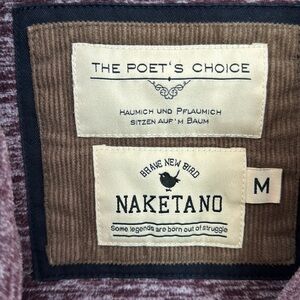 THE POET'S CHOICE
HAUMICH UND PFLAUMICH
SITZEN AUF'M BAUM
BRAVE NEW BIRD
NAKETANO
Some legends are born out of struggle
M